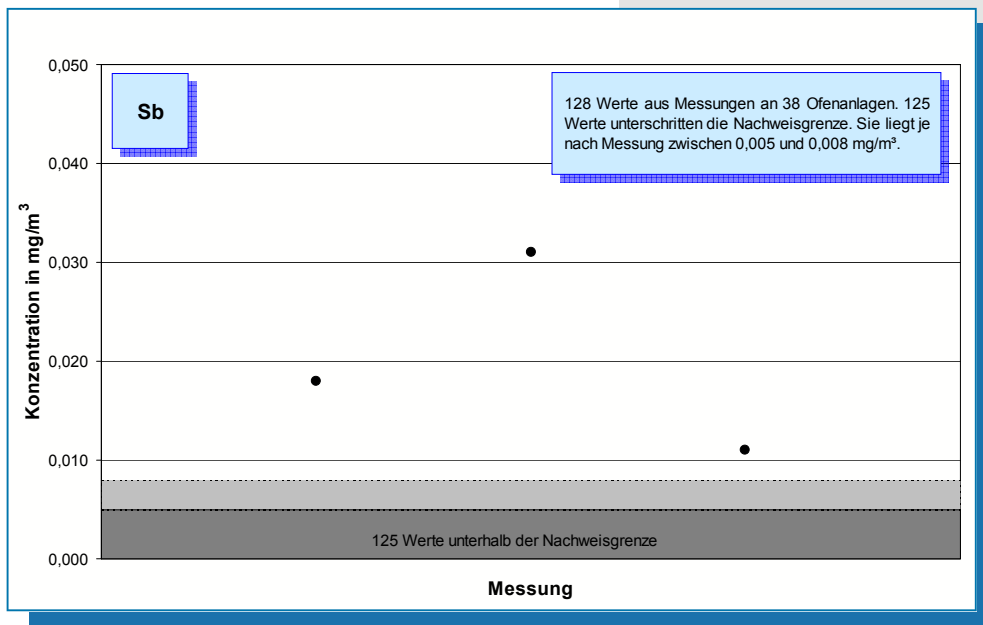 Sb
128 Werte aus Messungen an 38 Ofenanlagen. 125
Werte unterschritten die Nachweisgrenze. Sie liegt je
nach Messung zwischen 0,005 und 0,008 mg/m³.
Konzentration in mg/m³
0,050
0,040
0,030
0,020
0,010
0,000
125 Werte unterhalb der Nachweisgrenze
Messung